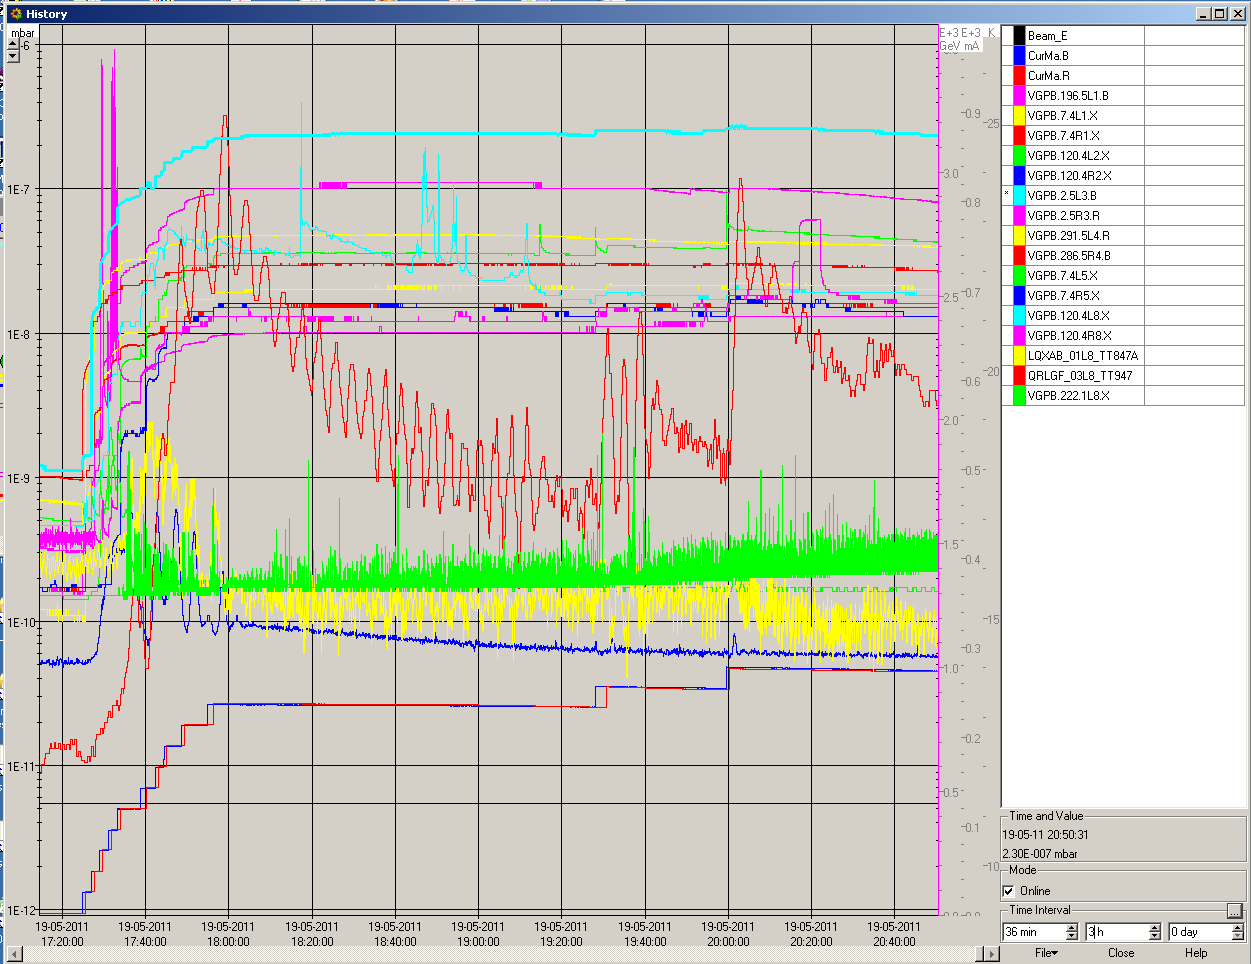 History
mbar
E+3 E+3 K
GeV mA
-6
1E-7
1E-8
1E-9
1E-10
1E-11
1E-12
3.0
2.5
2.0
1.5
1.0
0.5
0.9
0.8
0.7
0.6
0.5
0.4
0.3
0.2
0.1
25
20
15
10
19-05-2011 19-05-2011 19-05-2011 19-05-2011 19-05-2011 19-05-2011 19-05-2011 19-05-2011 19-05-2011 19-05-2011 19-05-2011
17:20:00 17:40:00 18:00:00 18:20:00 18:40:00 19:00:00 19:20:00 19:40:00 20:00:00 20:20:00 20:40:00
Beam_E
CurMa.B
CurMa.R
VGPB.196.5L1.B
VGPB.7.4L1.X
VGPB.7.4R1.X
VGPB.120.4L2.X
VGPB.120.4R2.X
* VGPB.2.5L3.B
VGPB.2.5R3.R
VGPB.291.5L4.R
VGPB.286.5R4.B
VGPB.7.4L5.X
VGPB.7.4R5.X
VGPB.120.4L8.X
VGPB.120.4R8.X
LQXAB_01L8_TT847A
QRLGF_03L8_TT947
VGPB.222.1L8.X
Time and Value
19-05-11 20:50:31
2.30E-007 mbar
Mode
Online
Time Interval
...
36 min 3 h 0 day
File Close Help